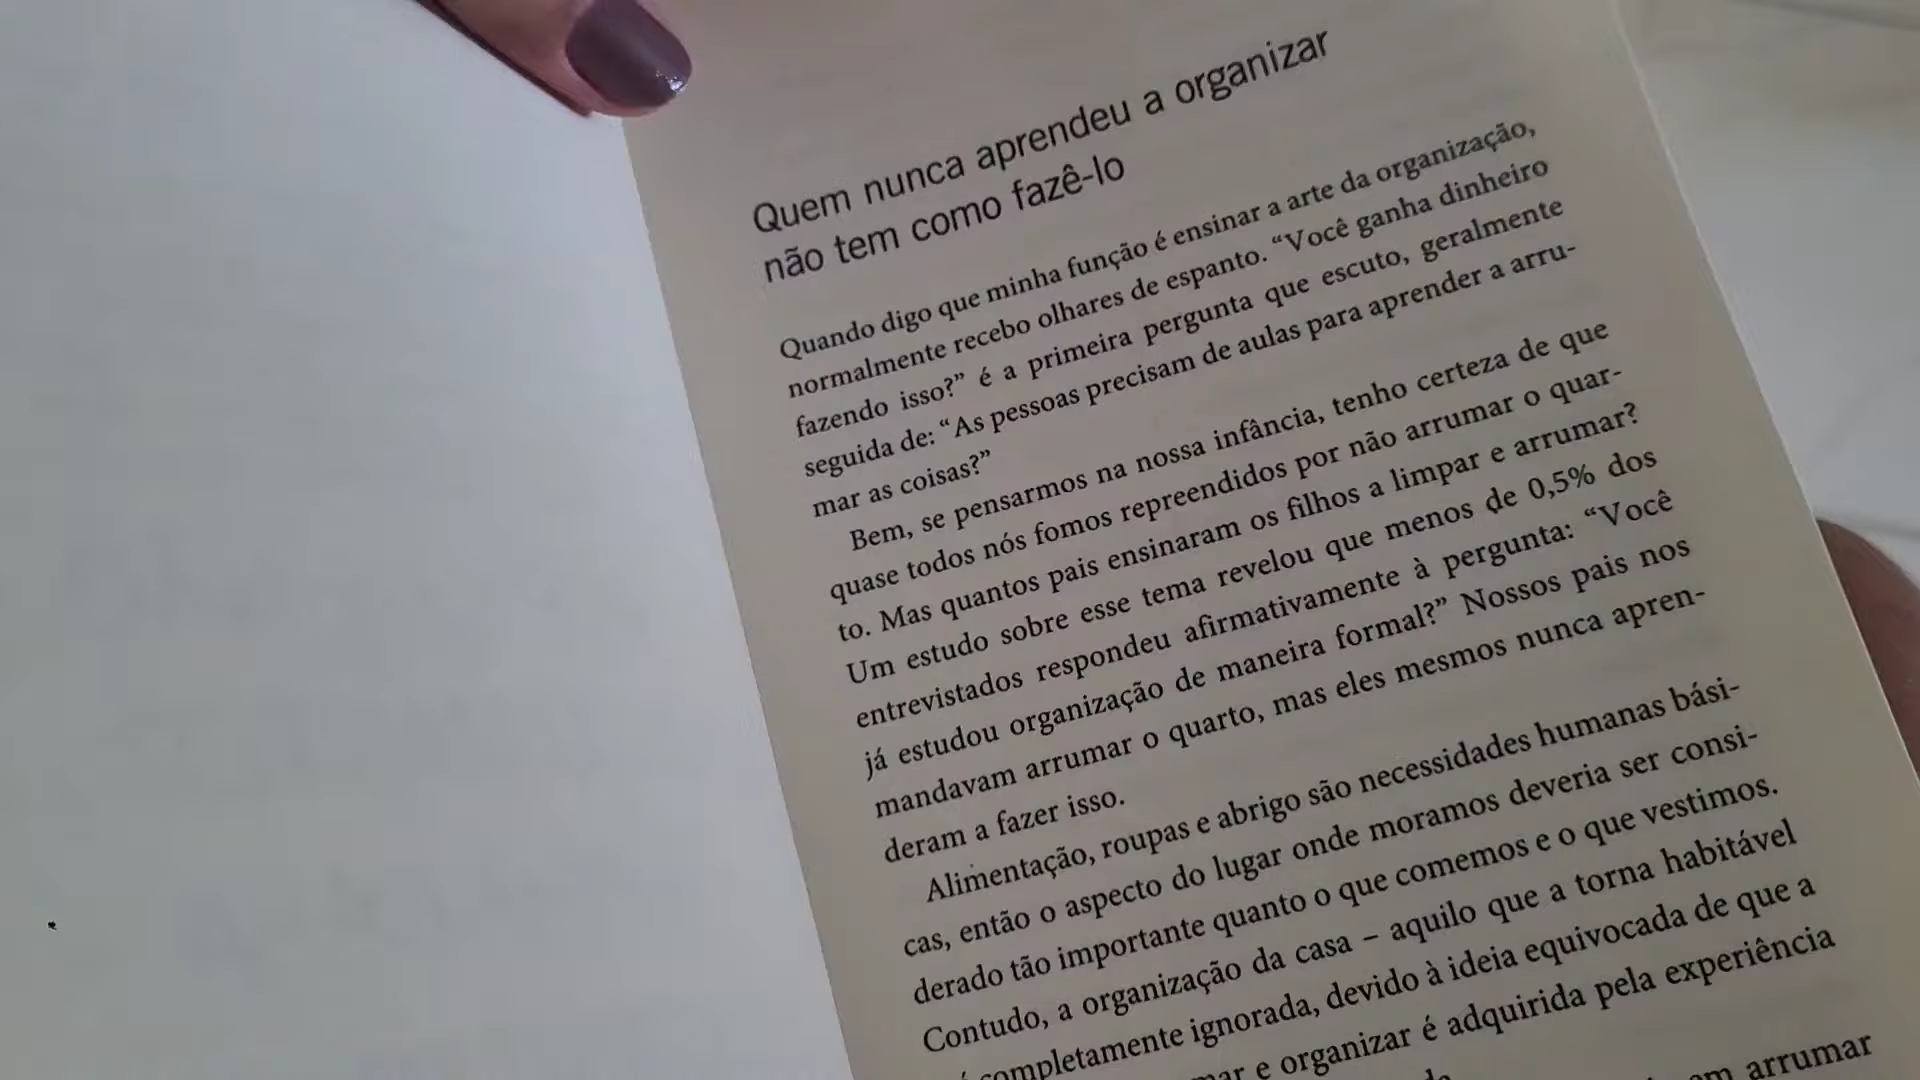 Quem nunca aprendeu a organizar
não tem como fazê-lo
Quando digo que minha função é ensinar a arte da organização,
normalmente recebo olhares de espanto. “Você ganha dinheiro
fazendo isso?” é a primeira pergunta que escuto, geralmente
seguida de: “As pessoas precisam de aulas para aprender a arru-
mar as coisas?”
Bem, se pensarmos na nossa infância, tenho certeza de que
quase todos nós fomos repreendidos por não arrumar o quar-
to. Mas quantos pais ensinaram os filhos a limpar e arrumar?
Um estudo sobre esse tema revelou que menos de 0,5% dos
entrevistados respondeu afirmativamente à pergunta: “Você
já estudou organização de maneira formal?” Nossos pais nos
mandavam arrumar o quarto, mas eles mesmos nunca apren-
deram a fazer isso.
Alimentação, roupas e abrigo são necessidades humanas bási-
cas, então o aspecto do lugar onde moramos deveria ser consi-
derado tão importante quanto o que comemos e o que vestimos.
Contudo, a organização da casa – aquilo que a torna habitável
completamente ignorada, devido à ideia equivocada de que a
e organizar é adquirida pela experiência
arrumar